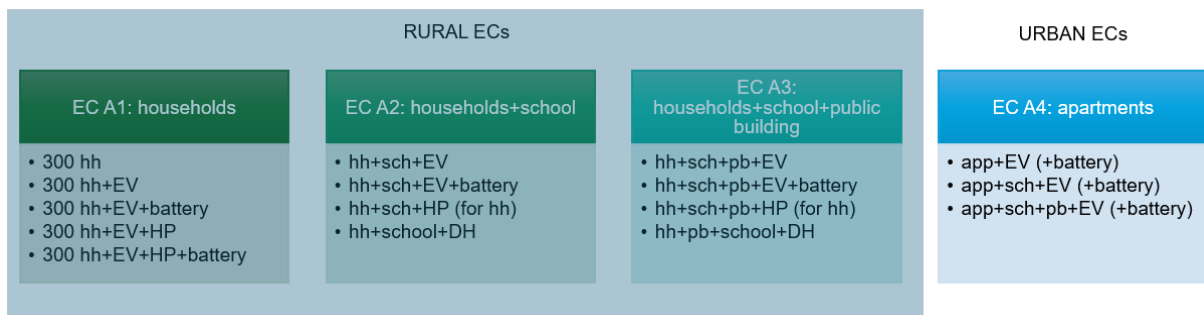 RURAL ECs
URBAN ECs
EC A1: households
• 300 hh
• 300 hh+EV
• 300 hh+EV+battery
• 300 hh+EV+HP
• 300 hh+EV+HP+battery
EC A2: households+school
• hh+sch+EV
• hh+sch+EV+battery
• hh+sch+HP (for hh)
• hh+school+DH
EC A3:
households+school+public
building
• hh+sch+pb+EV
• hh+sch+pb+EV+battery
• hh+sch+pb+HP (for hh)
• hh+pb+school+DH
EC A4: apartments
• app+EV (+battery)
• app+sch+EV (+battery)
• app+sch+pb+EV (+battery)